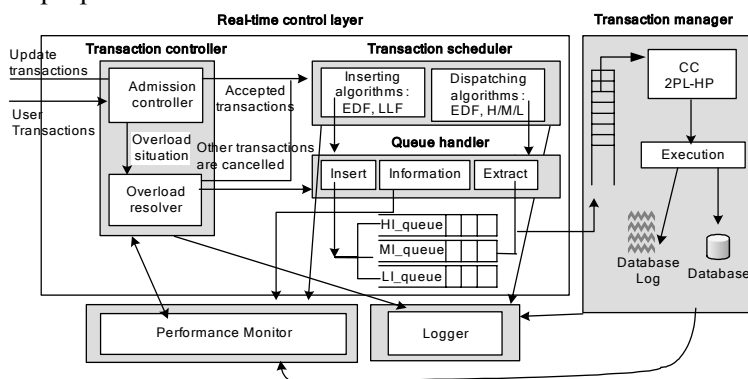 Real-time control layer
Transaction manager
Transaction controller
Transaction scheduler
Update
transactions
User
Transactions
Admission
controller
Accepted
transactions
Inserting
algorithms :
EDF, LLF
Dispatching
algorithms :
EDF, H/M/L
CC
2PL-HP
Overload
situation
Other transactions
are cancelled
Queue handler
Execution
Overload
resolver
Insert
Information
Extract
HI_queue
MI_queue
LI_queue
Database
Log
Database
Performance Monitor
Logger